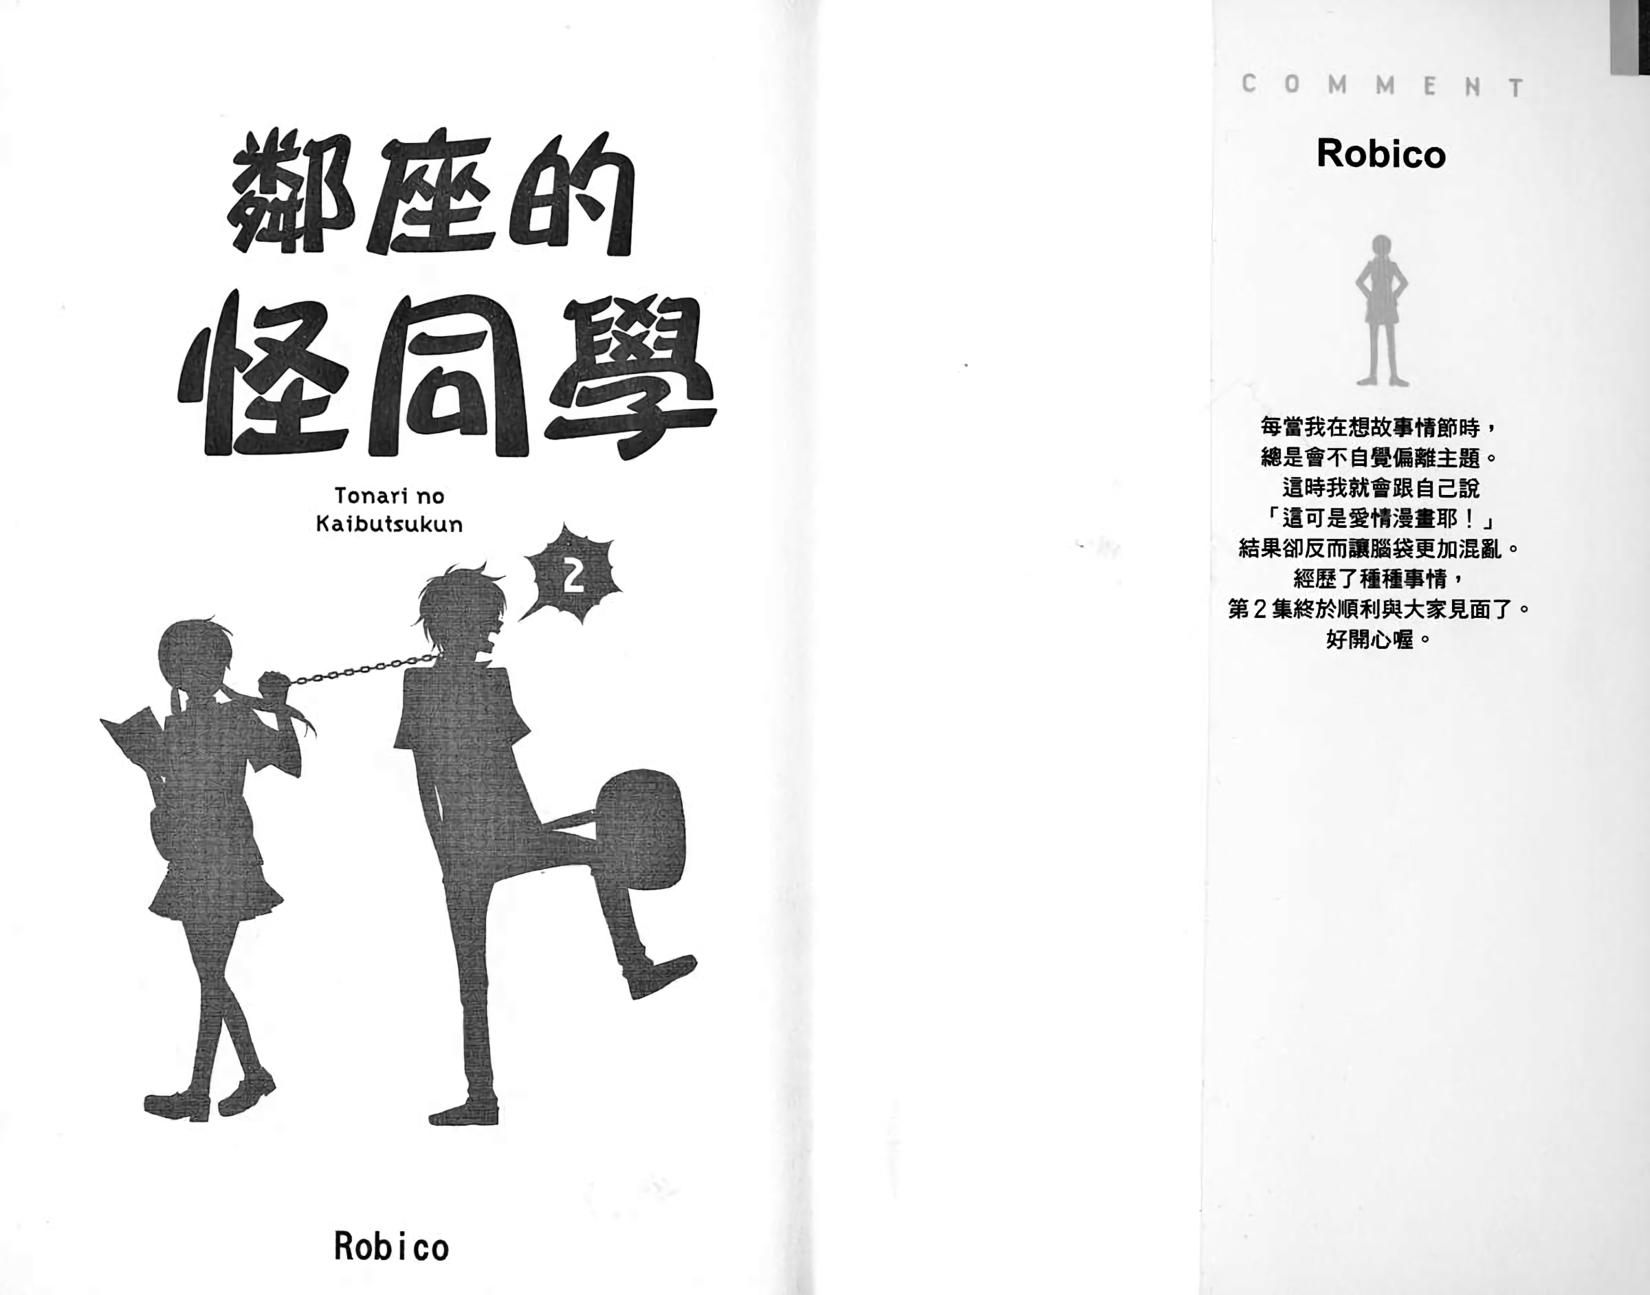 鄰座的
怪同學
Tonari no
Kaibutsukun
2
Robico
COMMENT
Robico
每當我在想故事情節時，
總是會不自覺偏離主題。
這時我就會跟自己說
「這可是愛情漫畫耶！」
結果卻反而讓腦袋更加混亂。
經歷了種種事情，
第2集終於順利與大家見面了。
好開心喔。